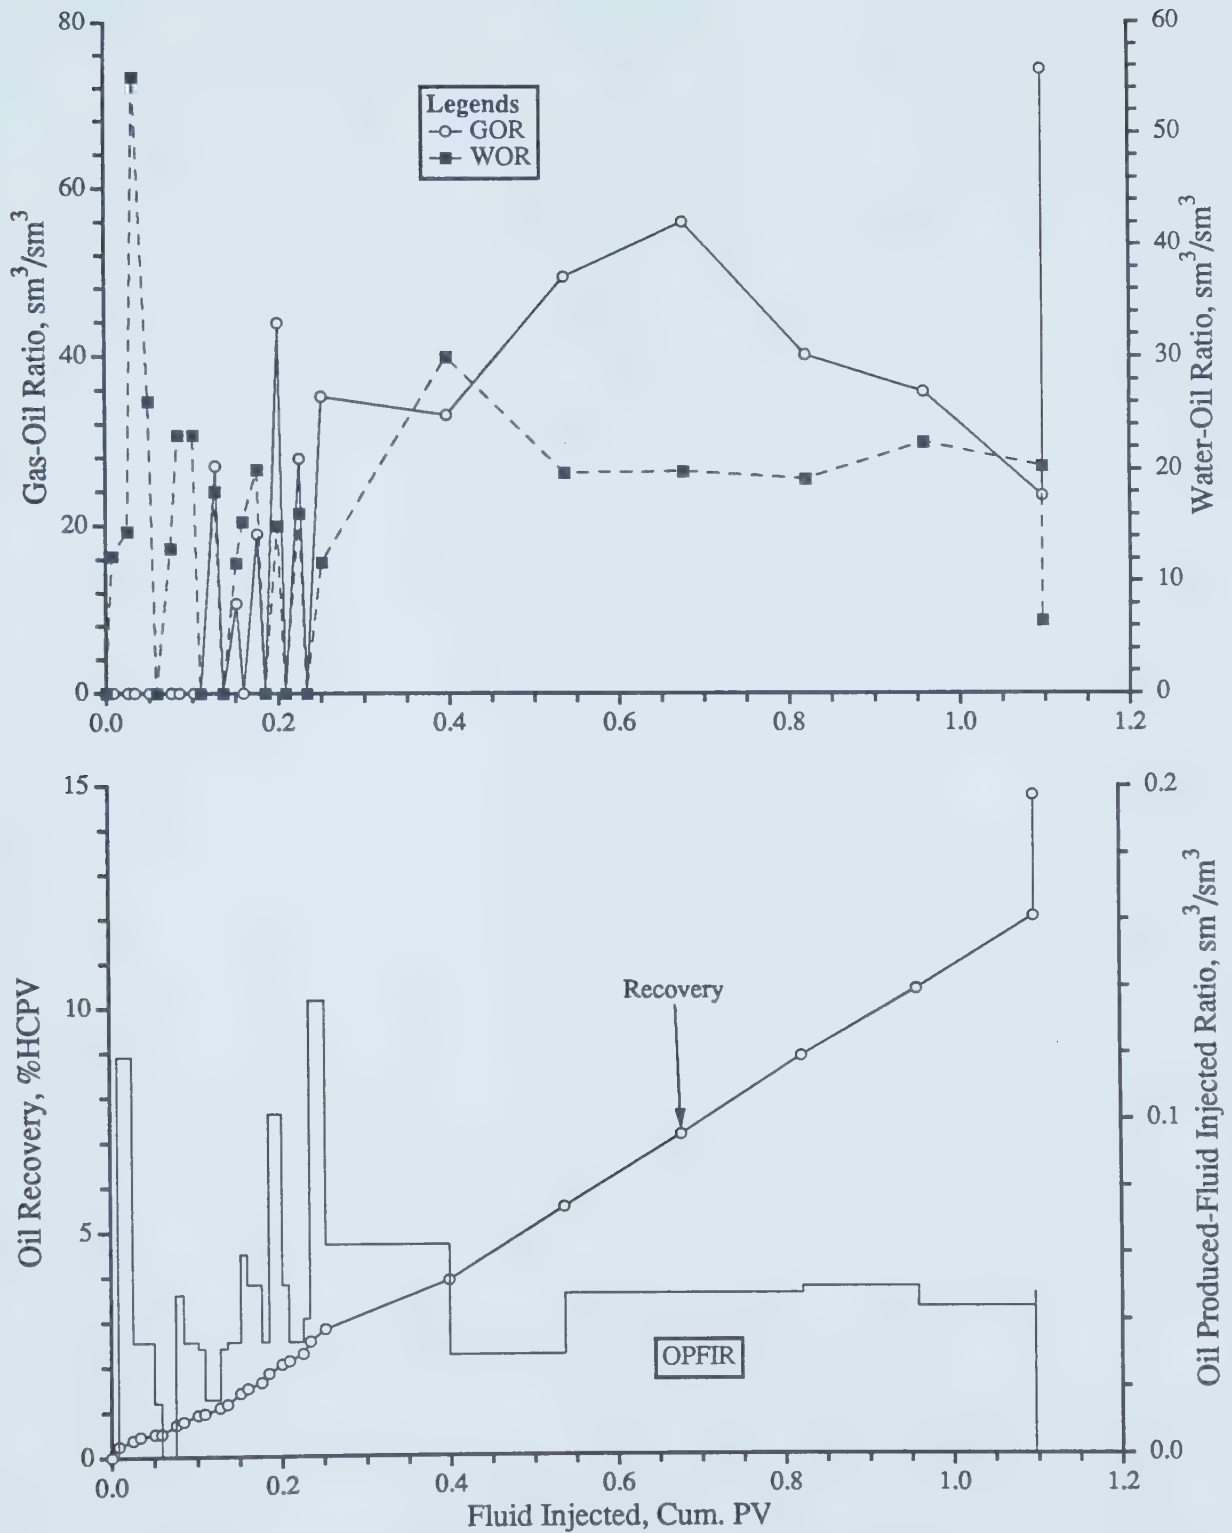 80
60
40
20
0
Gas-Oil Ratio, sm³/sm³
Legends
GOR
WOR
60
50
40
30
20
10
0
Water-Oil Ratio, sm³/sm³
0.0 0.2 0.4 0.6 0.8 1.0 1.2
15
10
5
0
Oil Recovery, %HCPV
Recovery
OPFIR
0.2
0.1
0.0
Oil Produced-Fluid Injected Ratio, sm³/sm³
0.0 0.2 0.4 0.6 0.8 1.0 1.2
Fluid Injected, Cum. PV